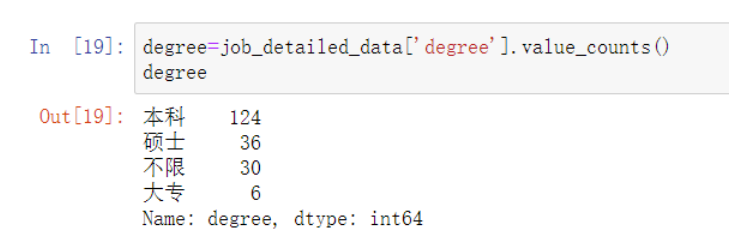 In [19]: degree=job_detailed_data['degree'].value_counts()
degree
Out[19]: 本科 124
硕士 36
不限 30
大专 6
Name: degree, dtype: int64